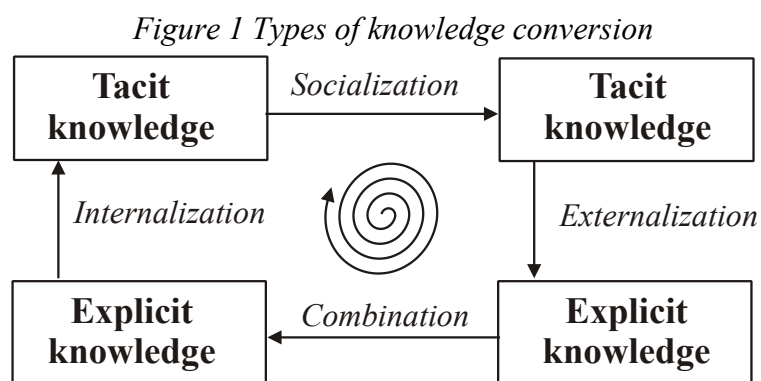 Figure 1 Types of knowledge conversion
Tacit
knowledge
Socialization
Tacit
knowledge
Internalization
Externalization
Explicit
knowledge
Combination
Explicit
knowledge